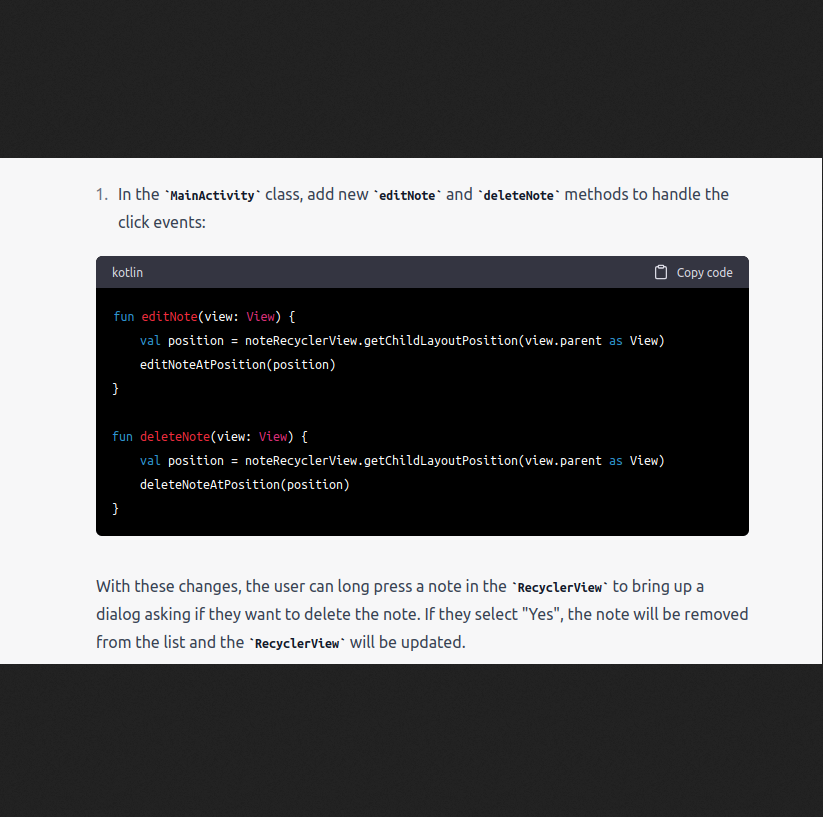 1. In the `MainActivity` class, add new `editNote` and `deleteNote` methods to handle the
click events:
kotlin
Copy code
fun editNote(view: View) {
    val position = noteRecyclerView.getChildLayoutPosition(view.parent as View)
    editNoteAtPosition(position)
}
fun deleteNote(view: View) {
    val position = noteRecyclerView.getChildLayoutPosition(view.parent as View)
    deleteNoteAtPosition(position)
}
With these changes, the user can long press a note in the `RecyclerView` to bring up a
dialog asking if they want to delete the note. If they select "Yes", the note will be removed
from the list and the `RecyclerView` will be updated.